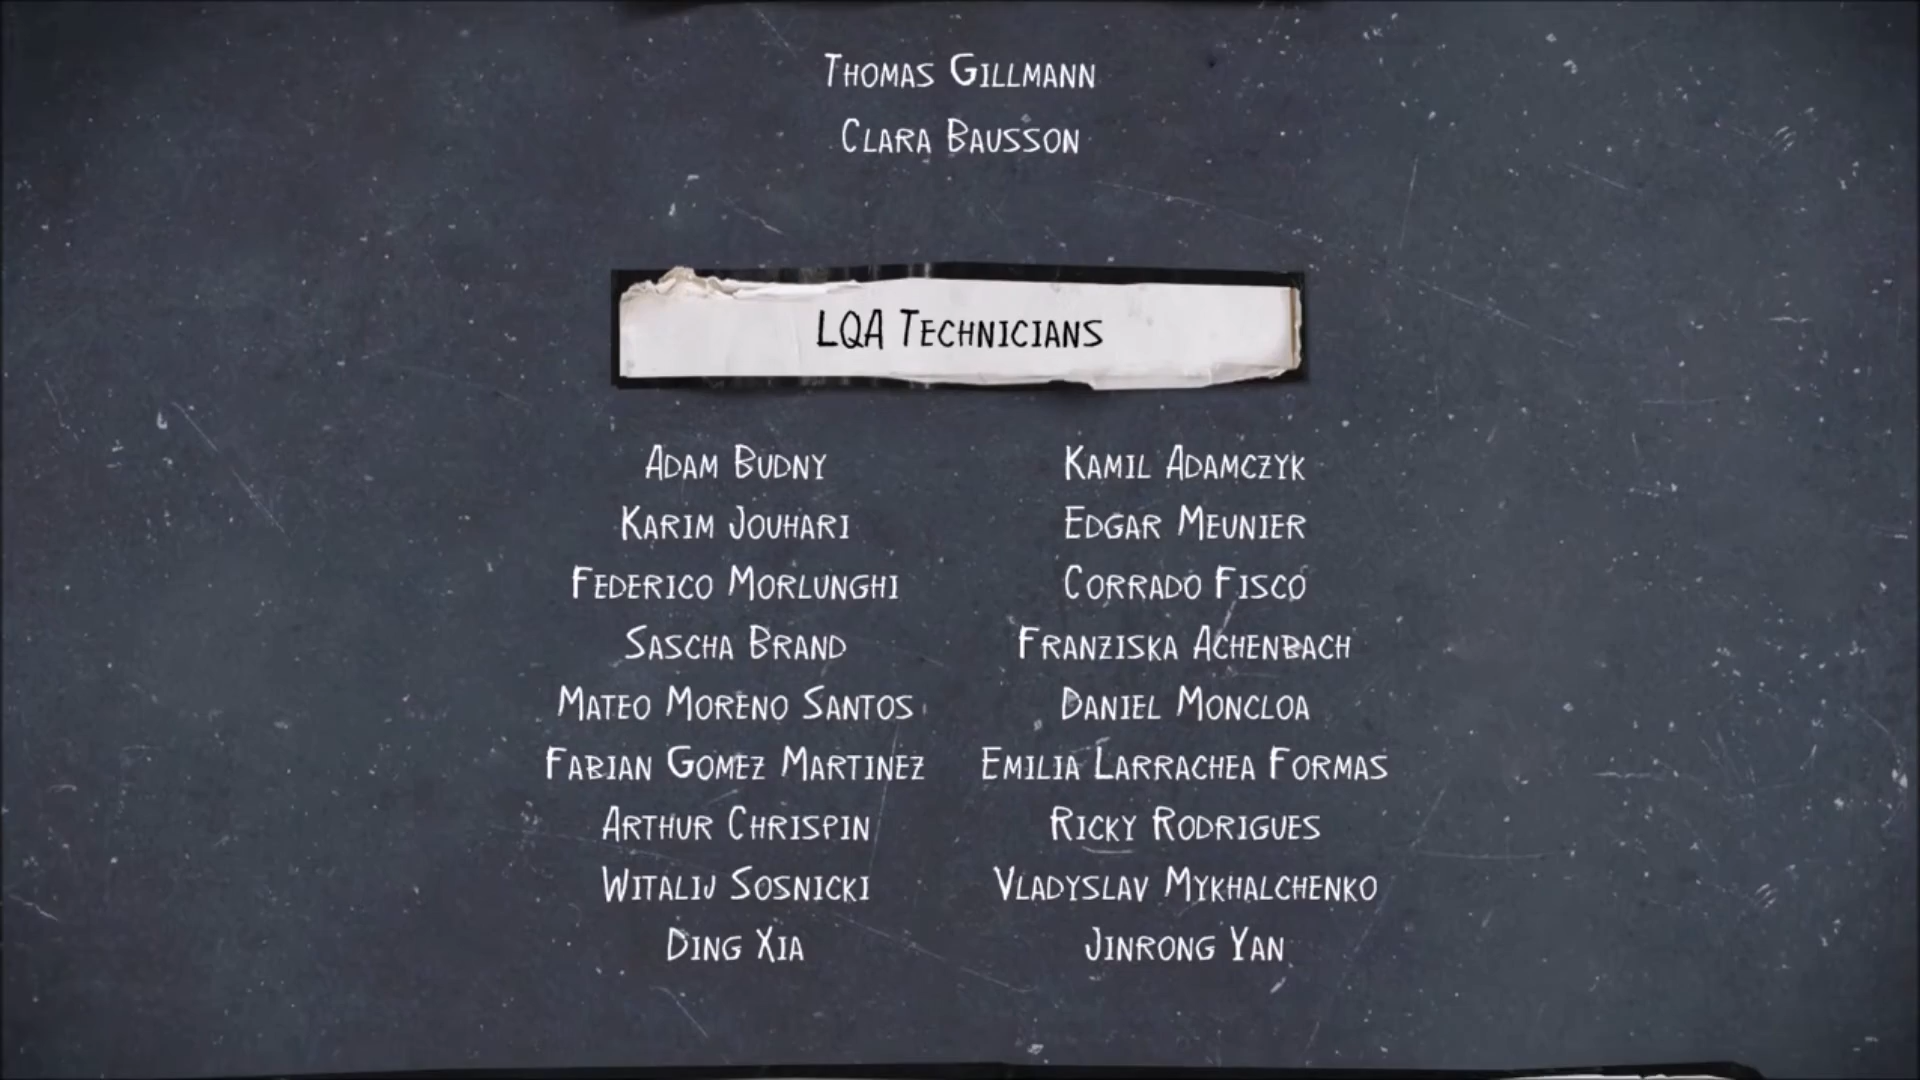 Thomas Gillmann
Clara Bausson
LQA Technicians
Adam Budny
Kamil Adamczyk
Karim Jouhari
Edgar Meunier
Federico Morlunghi
Corrado Fisco
Sascha Brand
Franziska Achenbach
Mateo Moreno Santos
Daniel Moncloa
Fabian Gomez Martinez
Emilia Larrachea Formas
Arthur Chrispin
Ricky Rodrigues
Witalij Sosnicki
Vladyslav Mykhalchenko
Ding Xia
Jinrong Yan